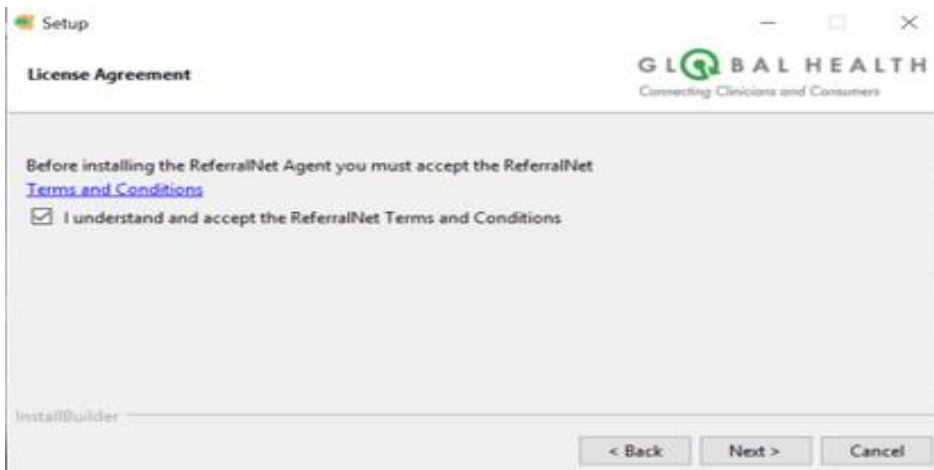 Setup
License Agreement
GLOBAL HEALTH
Connecting Clinicians and Consumers
Before installing the ReferralNet Agent you must accept the ReferralNet
Terms and Conditions
I understand and accept the ReferralNet Terms and Conditions
InstallBuilder
< Back Next > Cancel